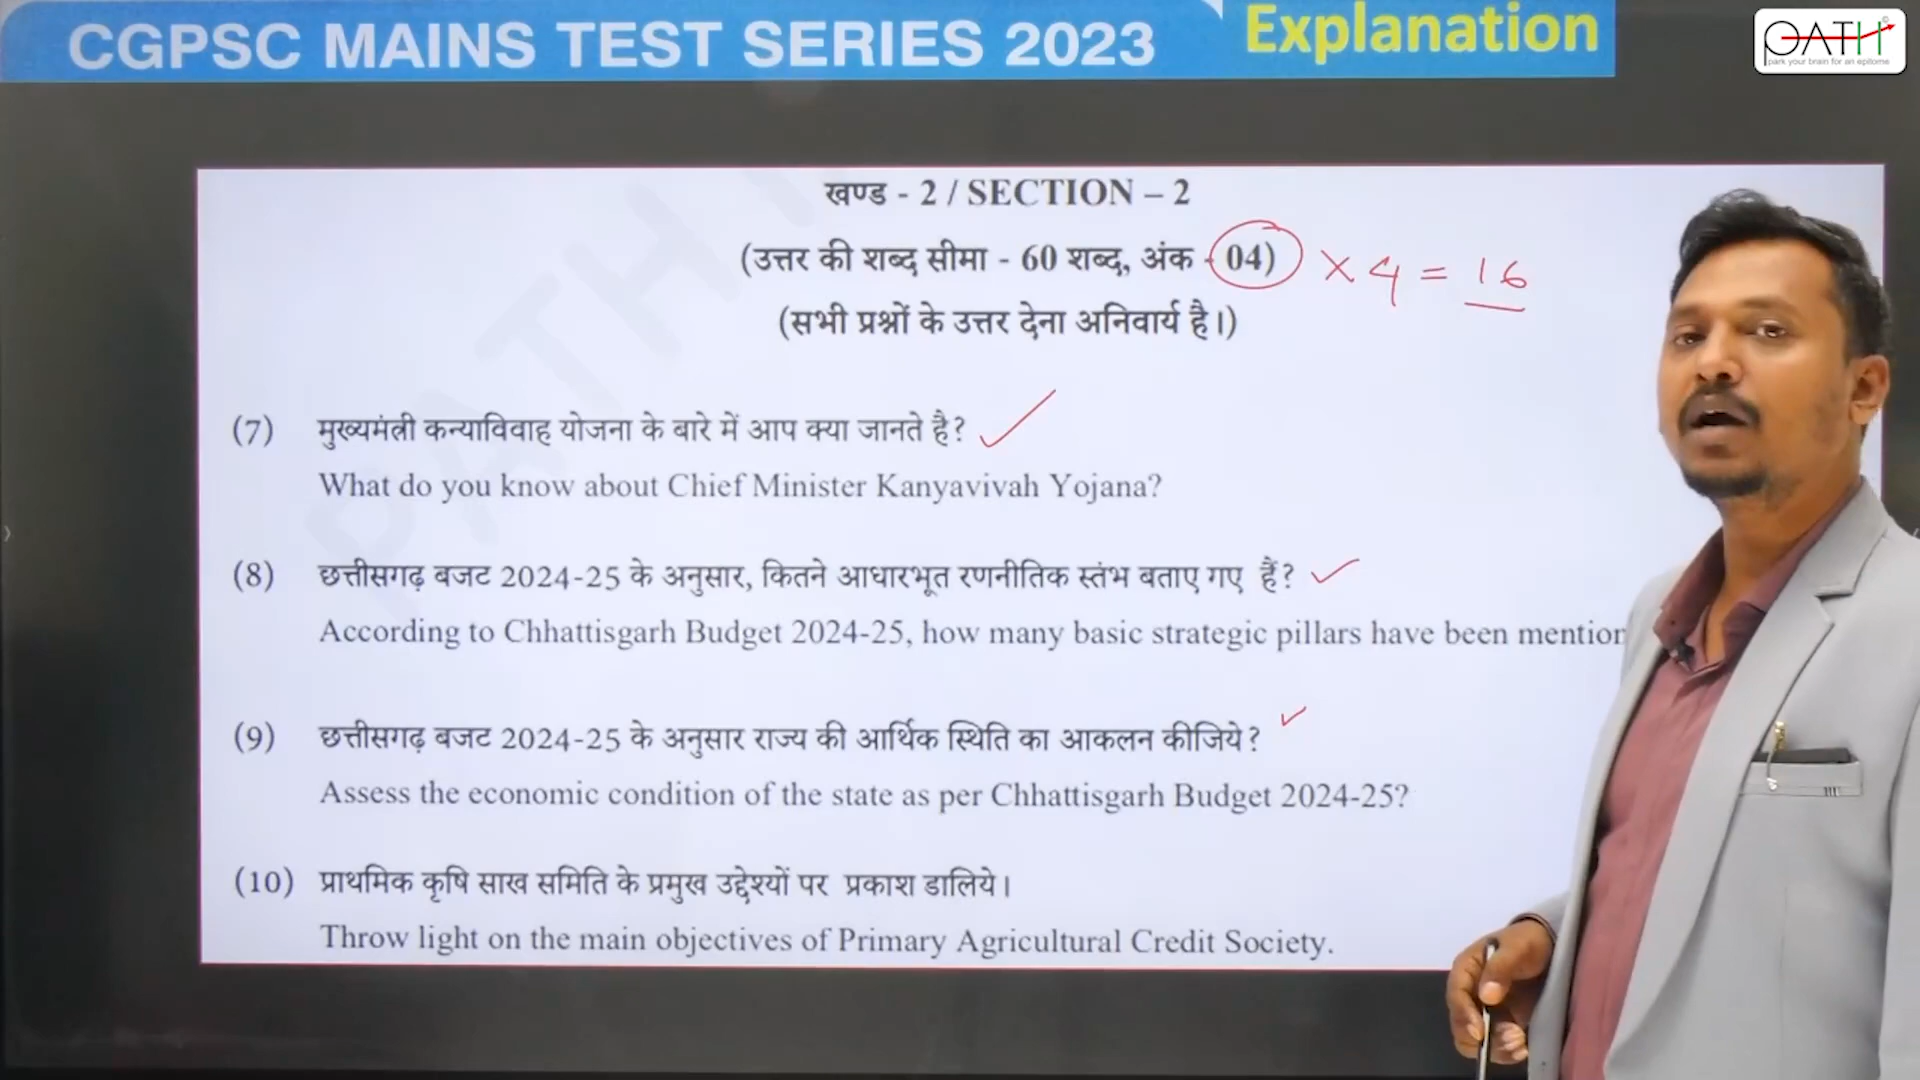 CGPSC MAINS TEST SERIES 2023
Explanation
PATH
park your brain for an epitome
खण्ड - 2 / SECTION – 2
(उत्तर की शब्द सीमा - 60 शब्द, अंक - 04) × 4 = 16
(सभी प्रश्नों के उत्तर देना अनिवार्य है।)
(7) मुख्यमंत्री कन्याविवाह योजना के बारे में आप क्या जानते है?
What do you know about Chief Minister Kanyavivah Yojana?
(8) छत्तीसगढ़ बजट 2024-25 के अनुसार, कितने आधारभूत रणनीतिक स्तंभ बताए गए हैं?
According to Chhattisgarh Budget 2024-25, how many basic strategic pillars have been mention
(9) छत्तीसगढ़ बजट 2024-25 के अनुसार राज्य की आर्थिक स्थिति का आकलन कीजिये?
Assess the economic condition of the state as per Chhattisgarh Budget 2024-25?
(10) प्राथमिक कृषि साख समिति के प्रमुख उद्देश्यों पर प्रकाश डालिये।
Throw light on the main objectives of Primary Agricultural Credit Society.